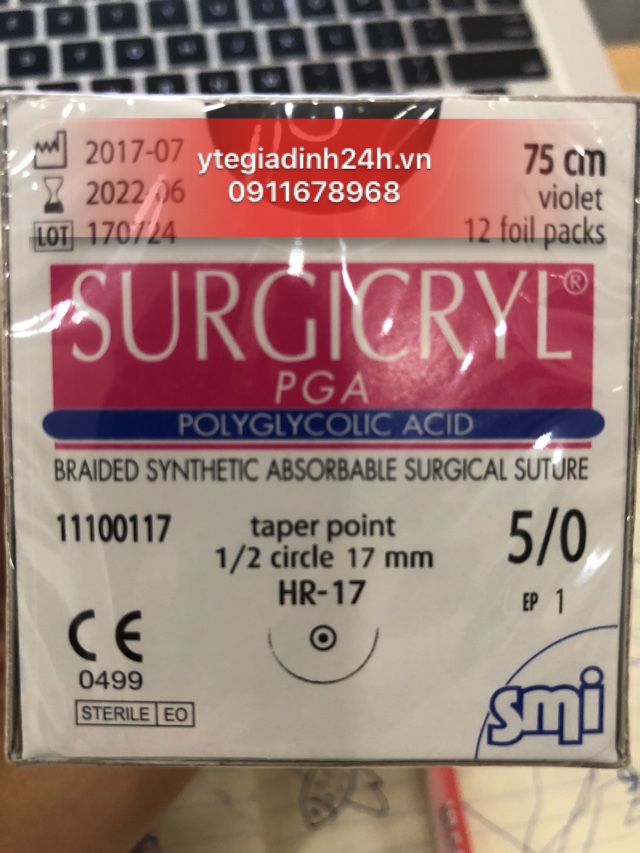 2017-07
2022-06
LOT 170724
ytegiadinh24h.vn
0911678968
75 cm
violet
12 foil packs
SURGICRYL®
PGA
POLYGLYCOLIC ACID
BRAIDED SYNTHETIC ABSORBABLE SURGICAL SUTURE
11100117
taper point
1/2 circle 17 mm
HR-17
5/0
EP 1
CE
0499
STERILE EO
smi